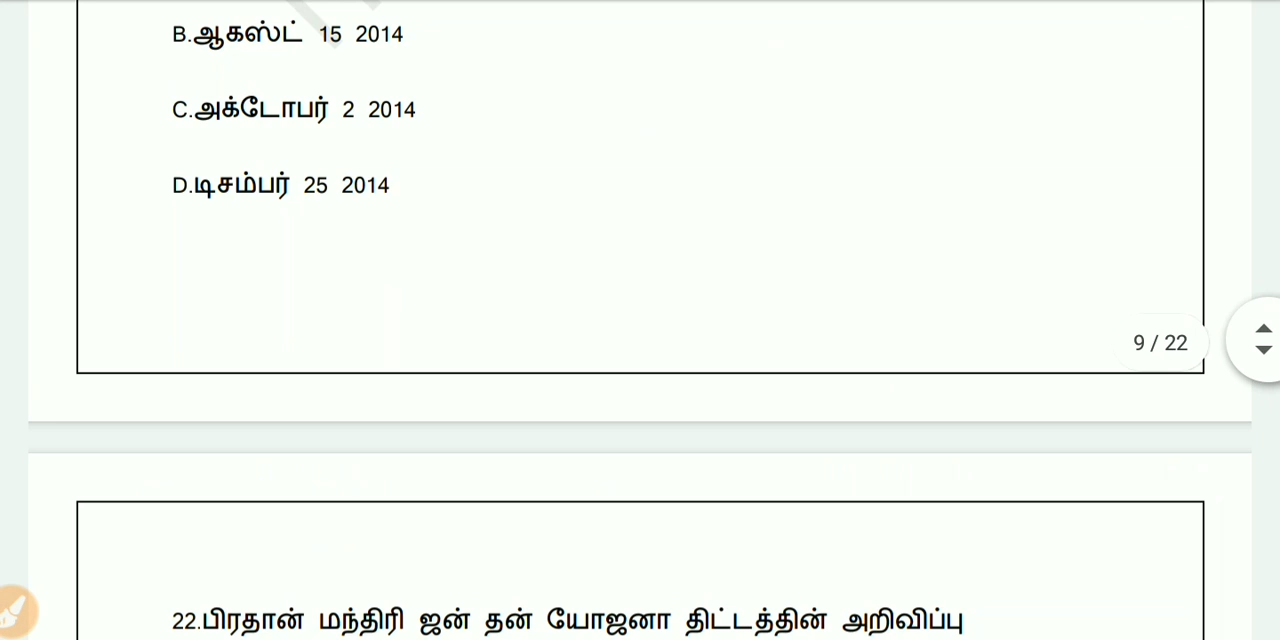 B.ஆகஸ்ட் 15 2014
C.அக்டோபர் 2 2014
D.டிசம்பர் 25 2014
9 / 22
22.பிரதான் மந்திரி ஜன் தன் யோஜனா திட்டத்தின் அறிவிப்பு